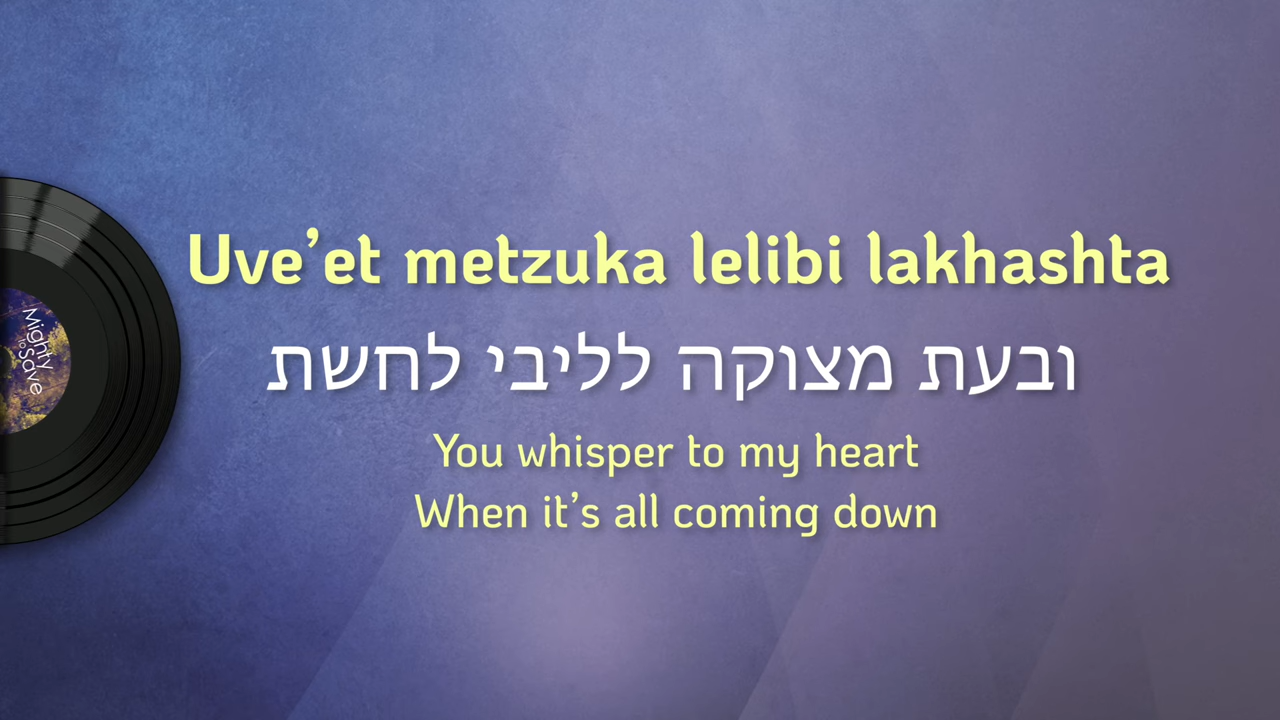 Uve’et metzuka lelibi lakhashta
ובעת מצוקה לליבי לחשת
You whisper to my heart
When it’s all coming down
Mighty
To
Save